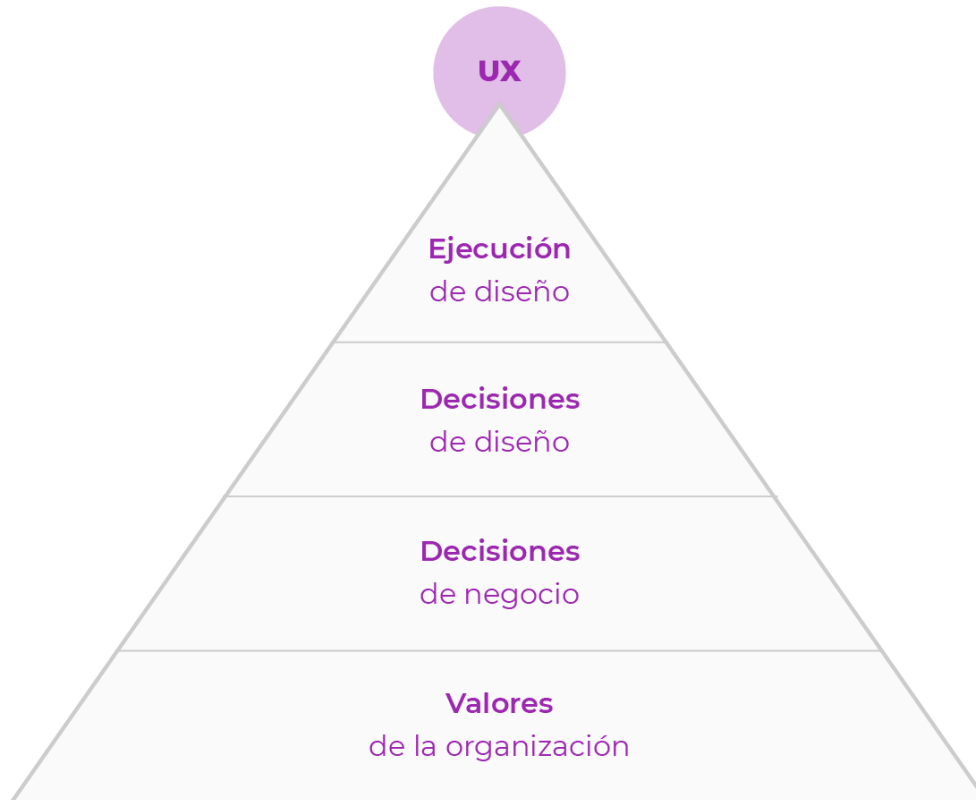 UX
Ejecución
de diseño
Decisiones
de diseño
Decisiones
de negocio
Valores
de la organización